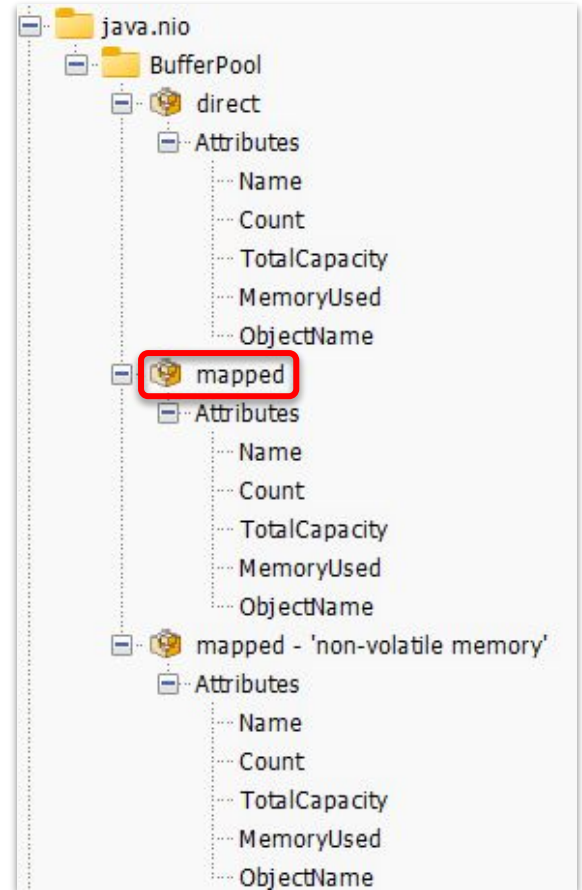 java.nio
BufferPool
direct
Attributes
Name
Count
TotalCapacity
MemoryUsed
ObjectName
mapped
Attributes
Name
Count
TotalCapacity
MemoryUsed
ObjectName
mapped - 'non-volatile memory'
Attributes
Name
Count
TotalCapacity
MemoryUsed
ObjectName